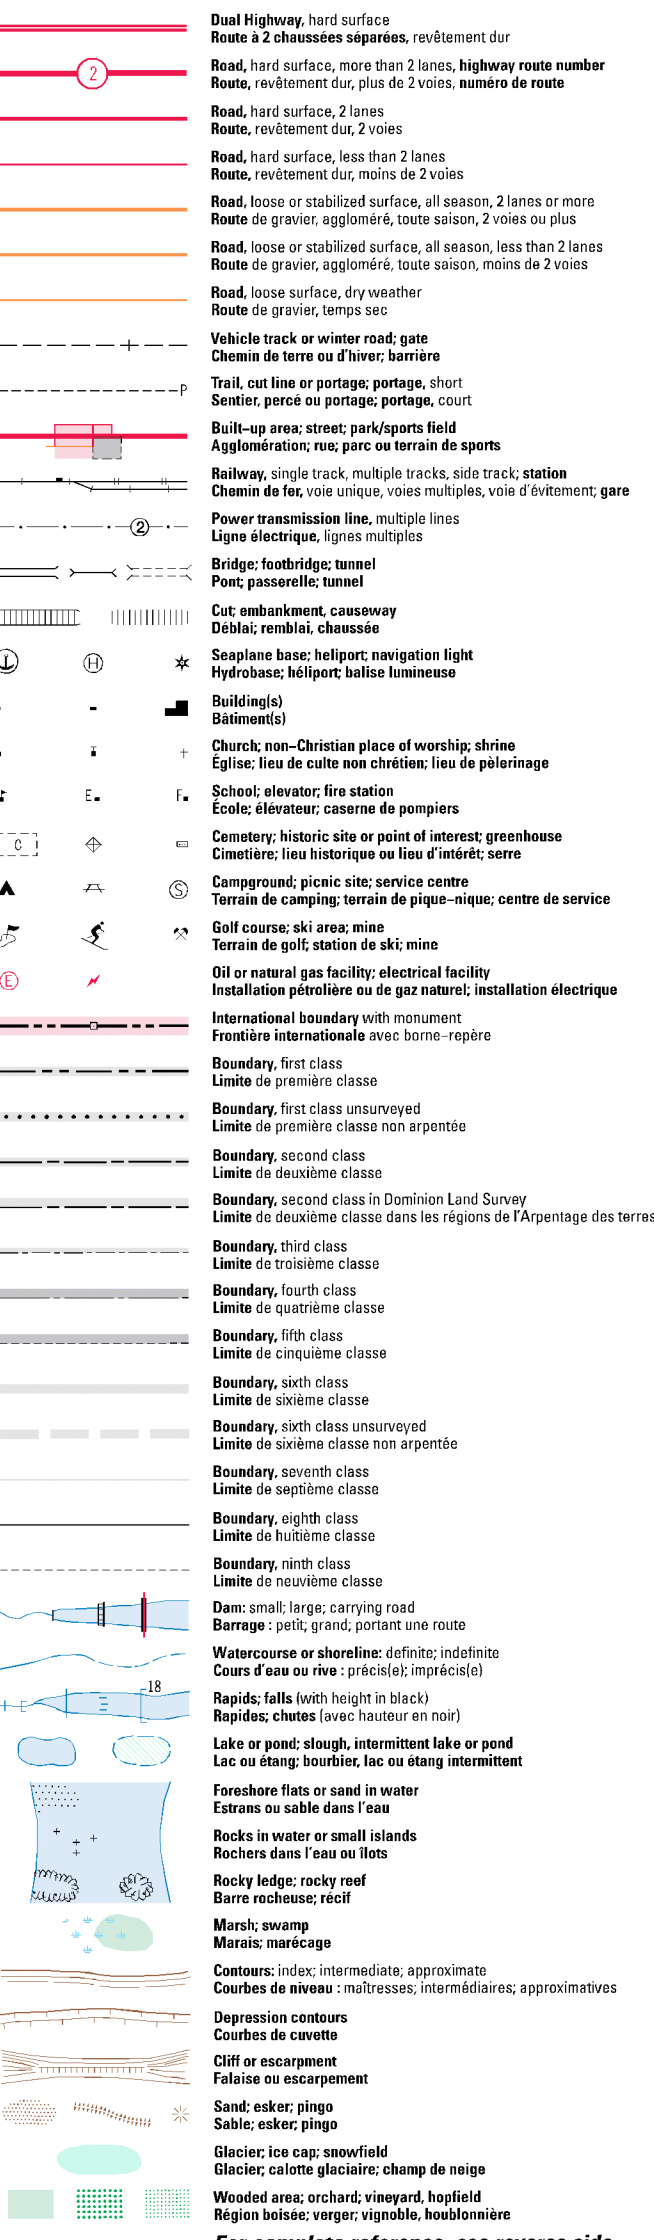 Dual Highway, hard surface
Route à 2 chaussées séparées, revêtement dur
2
Road, hard surface, more than 2 lanes, highway route number
Route, revêtement dur, plus de 2 voies, numéro de route
Road, hard surface, 2 lanes
Route, revêtement dur, 2 voies
Road, hard surface, less than 2 lanes
Route, revêtement dur, moins de 2 voies
Road, loose or stabilized surface, all season, 2 lanes or more
Route de gravier, aggloméré, toute saison, 2 voies ou plus
Road, loose or stabilized surface, all season, less than 2 lanes
Route de gravier, aggloméré, toute saison, moins de 2 voies
Road, loose surface, dry weather
Route de gravier, temps sec
Vehicle track or winter road; gate
Chemin de terre ou d'hiver; barrière
P
Trail, cut line or portage; portage, short
Sentier, percé ou portage; portage, court
Built-up area; street; park/sports field
Agglomération; rue; parc ou terrain de sports
Railway, single track, multiple tracks, side track; station
Chemin de fer, voie unique, voies multiples, voie d'évitement; gare
2
Power transmission line, multiple lines
Ligne électrique, lignes multiples
Bridge; footbridge; tunnel
Pont; passerelle; tunnel
Cut; embankment, causeway
Déblai; remblai, chaussée
H
Seaplane base; heliport; navigation light
Hydrobase; héliport; balise lumineuse
Building(s)
Bâtiment(s)
Church; non-Christian place of worship; shrine
Église; lieu de culte non chrétien; lieu de pèlerinage
E F
School; elevator; fire station
École; élévateur; caserne de pompiers
C
Cemetery; historic site or point of interest; greenhouse
Cimetière; lieu historique ou lieu d'intérêt; serre
S
Campground; picnic site; service centre
Terrain de camping; terrain de pique-nique; centre de service
Golf course; ski area; mine
Terrain de golf; station de ski; mine
E
Oil or natural gas facility; electrical facility
Installation pétrolière ou de gaz naturel; installation électrique
International boundary with monument
Frontière internationale avec borne-repère
Boundary, first class
Limite de première classe
Boundary, first class unsurveyed
Limite de première classe non arpentée
Boundary, second class
Limite de deuxième classe
Boundary, second class in Dominion Land Survey
Limite de deuxième classe dans les régions de l'Arpentage des terres
Boundary, third class
Limite de troisième classe
Boundary, fourth class
Limite de quatrième classe
Boundary, fifth class
Limite de cinquième classe
Boundary, sixth class
Limite de sixième classe
Boundary, sixth class unsurveyed
Limite de sixième classe non arpentée
Boundary, seventh class
Limite de septième classe
Boundary, eighth class
Limite de huitième classe
Boundary, ninth class
Limite de neuvième classe
Dam: small; large; carrying road
Barrage : petit; grand; portant une route
Watercourse or shoreline: definite; indefinite
Cours d'eau ou rive : précis(e); imprécis(e)
18
Rapids; falls (with height in black)
Rapides; chutes (avec hauteur en noir)
Lake or pond; slough, intermittent lake or pond
Lac ou étang; bourbier, lac ou étang intermittent
Foreshore flats or sand in water
Estrans ou sable dans l'eau
Rocks in water or small islands
Rochers dans l'eau ou îlots
Rocky ledge; rocky reef
Barre rocheuse; récif
Marsh; swamp
Marais; marécage
Contours: index; intermediate; approximate
Courbes de niveau : maîtresses; intermédiaires; approximatives
Depression contours
Courbes de cuvette
Cliff or escarpment
Falaise ou escarpement
Sand; esker; pingo
Sable; esker; pingo
Glacier; ice cap; snowfield
Glacier; calotte glaciaire; champ de neige
Wooded area; orchard; vineyard, hopfield
Région boisée; verger; vignoble, houblonnière
For complete reference, see reverse side